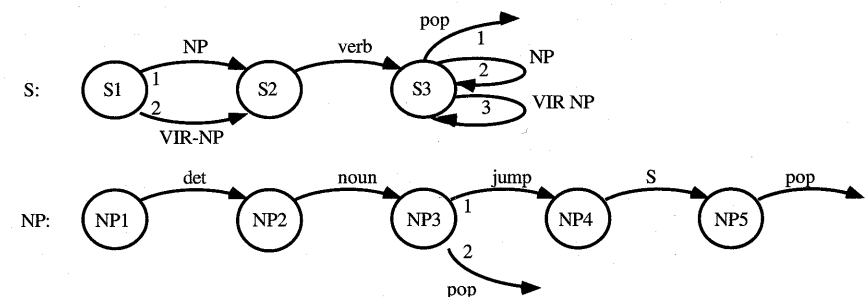 pop
1
NP verb NP
2
S: S1 1 S2 S3
2 3 VIR NP
VIR-NP
det noun jump S pop
NP: NP1 NP2 NP3 1 NP4 NP5
2
pop